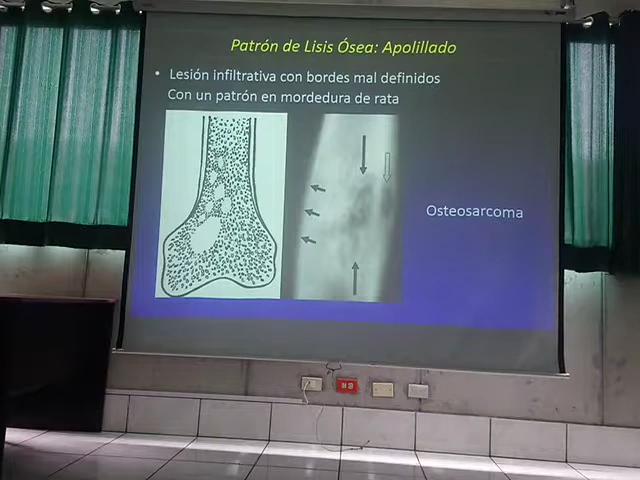 Patrón de Lisis Ósea: Apolillado
• Lesión infiltrativa con bordes mal definidos
Con un patrón en mordedura de rata
Osteosarcoma